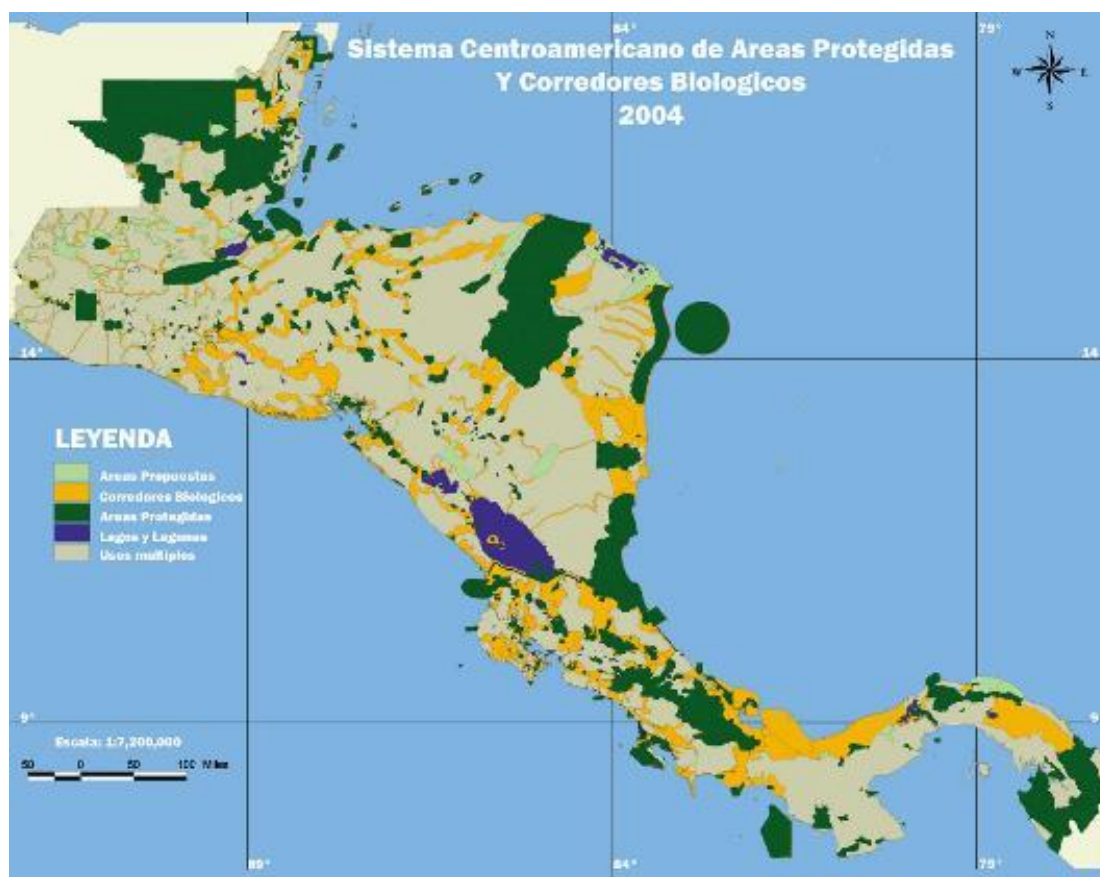 84°
79°
Sistema Centroamericano de Areas Protegidas
Y Corredores Biologicos
2004
N
W E
S
14°
14
LEYENDA
Areas Propuestas
Corredores Biologicos
Areas Protegidas
Lagos y Lagunas
Usos multiples
9°
9
Escala: 1:7,200,000
50 0 50 100 Miles
89°
84°
79°